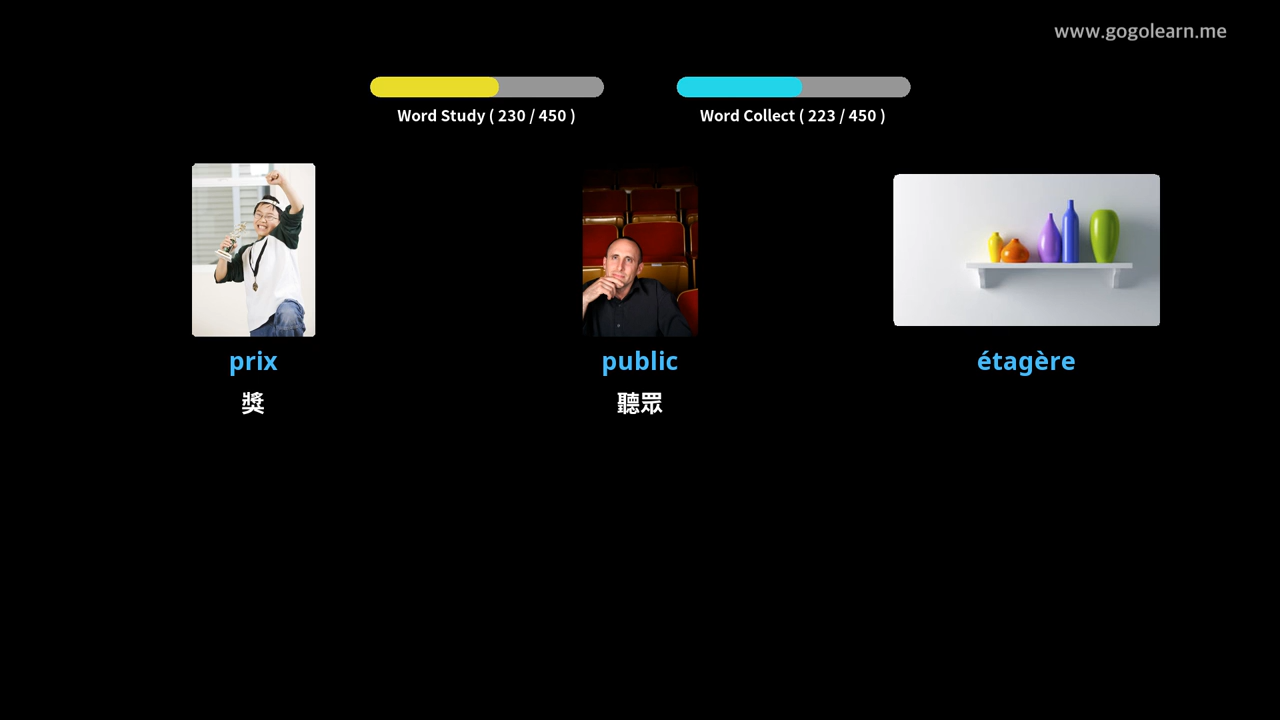 www.gogolearn.me
Word Study ( 230 / 450 )
Word Collect ( 223 / 450 )
prix
public
étagère
獎
聽眾